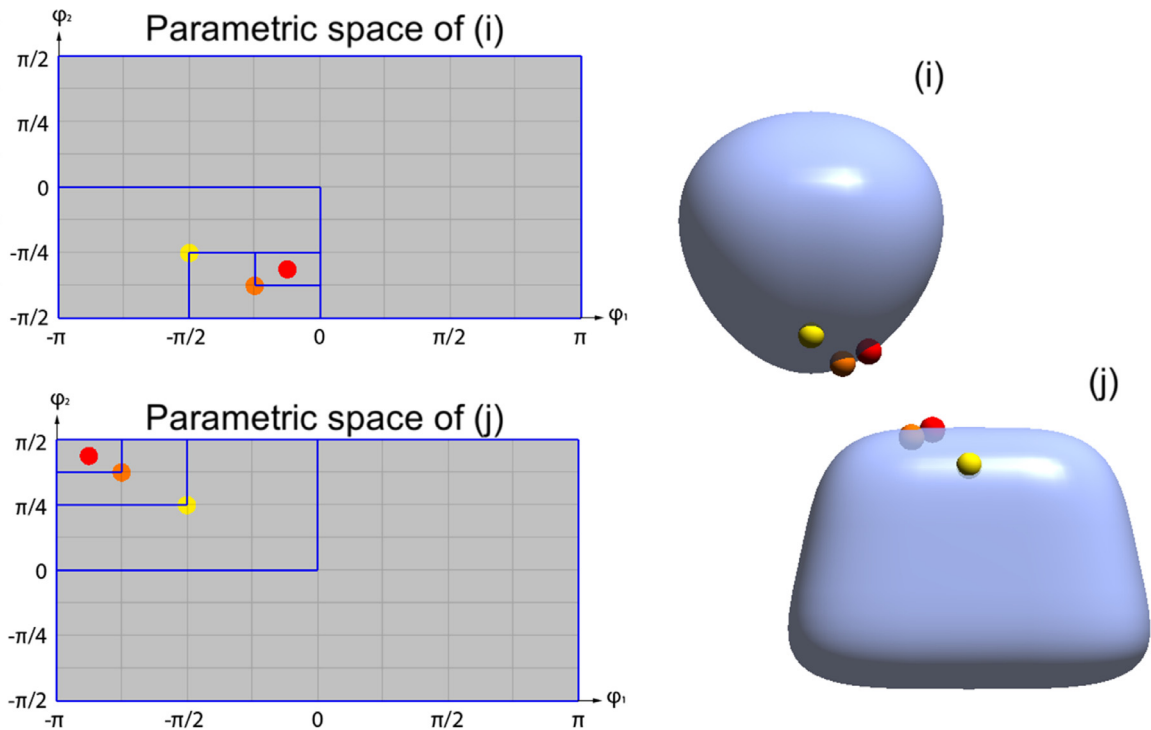 φ₂
Parametric space of (i)
π/2
π/4
0
-π/4
-π/2
-π
-π/2
0
π/2
π
φ₁
(i)
φ₂
Parametric space of (j)
π/2
π/4
0
-π/4
-π/2
-π
-π/2
0
π/2
π
φ₁
(j)